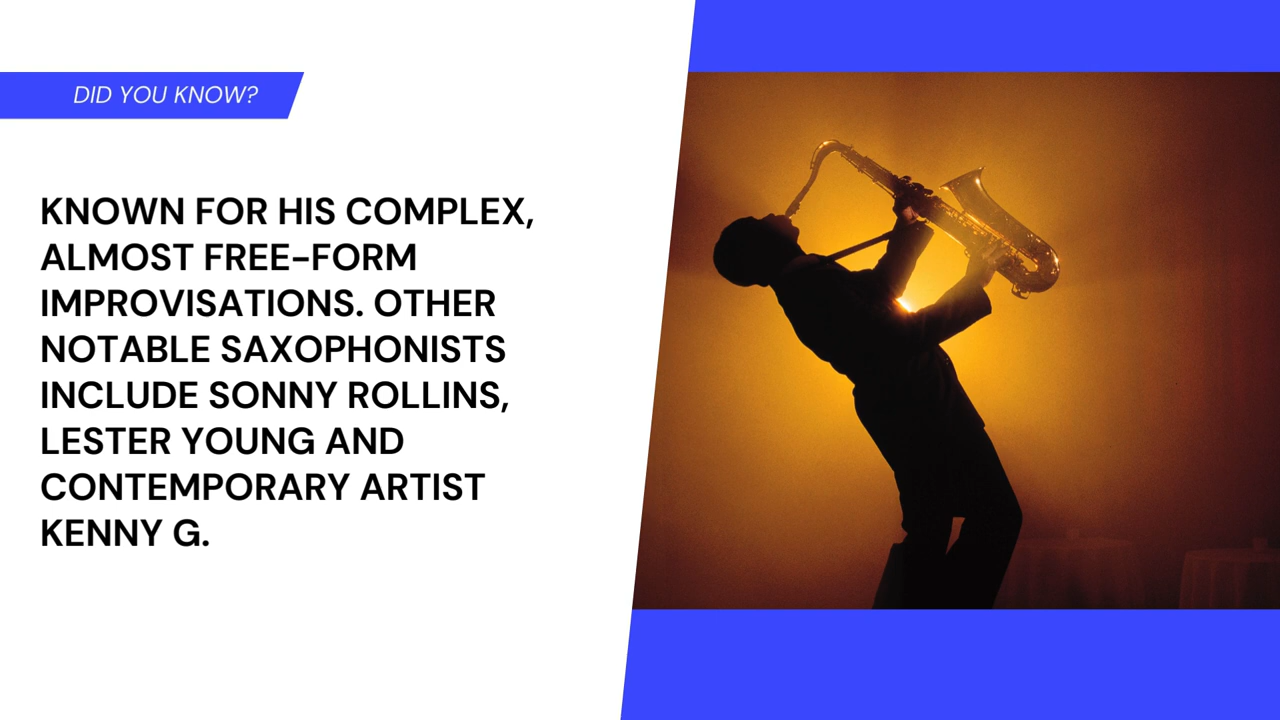 DID YOU KNOW?
KNOWN FOR HIS COMPLEX,
ALMOST FREE-FORM
IMPROVISATIONS. OTHER
NOTABLE SAXOPHONISTS
INCLUDE SONNY ROLLINS,
LESTER YOUNG AND
CONTEMPORARY ARTIST
KENNY G.